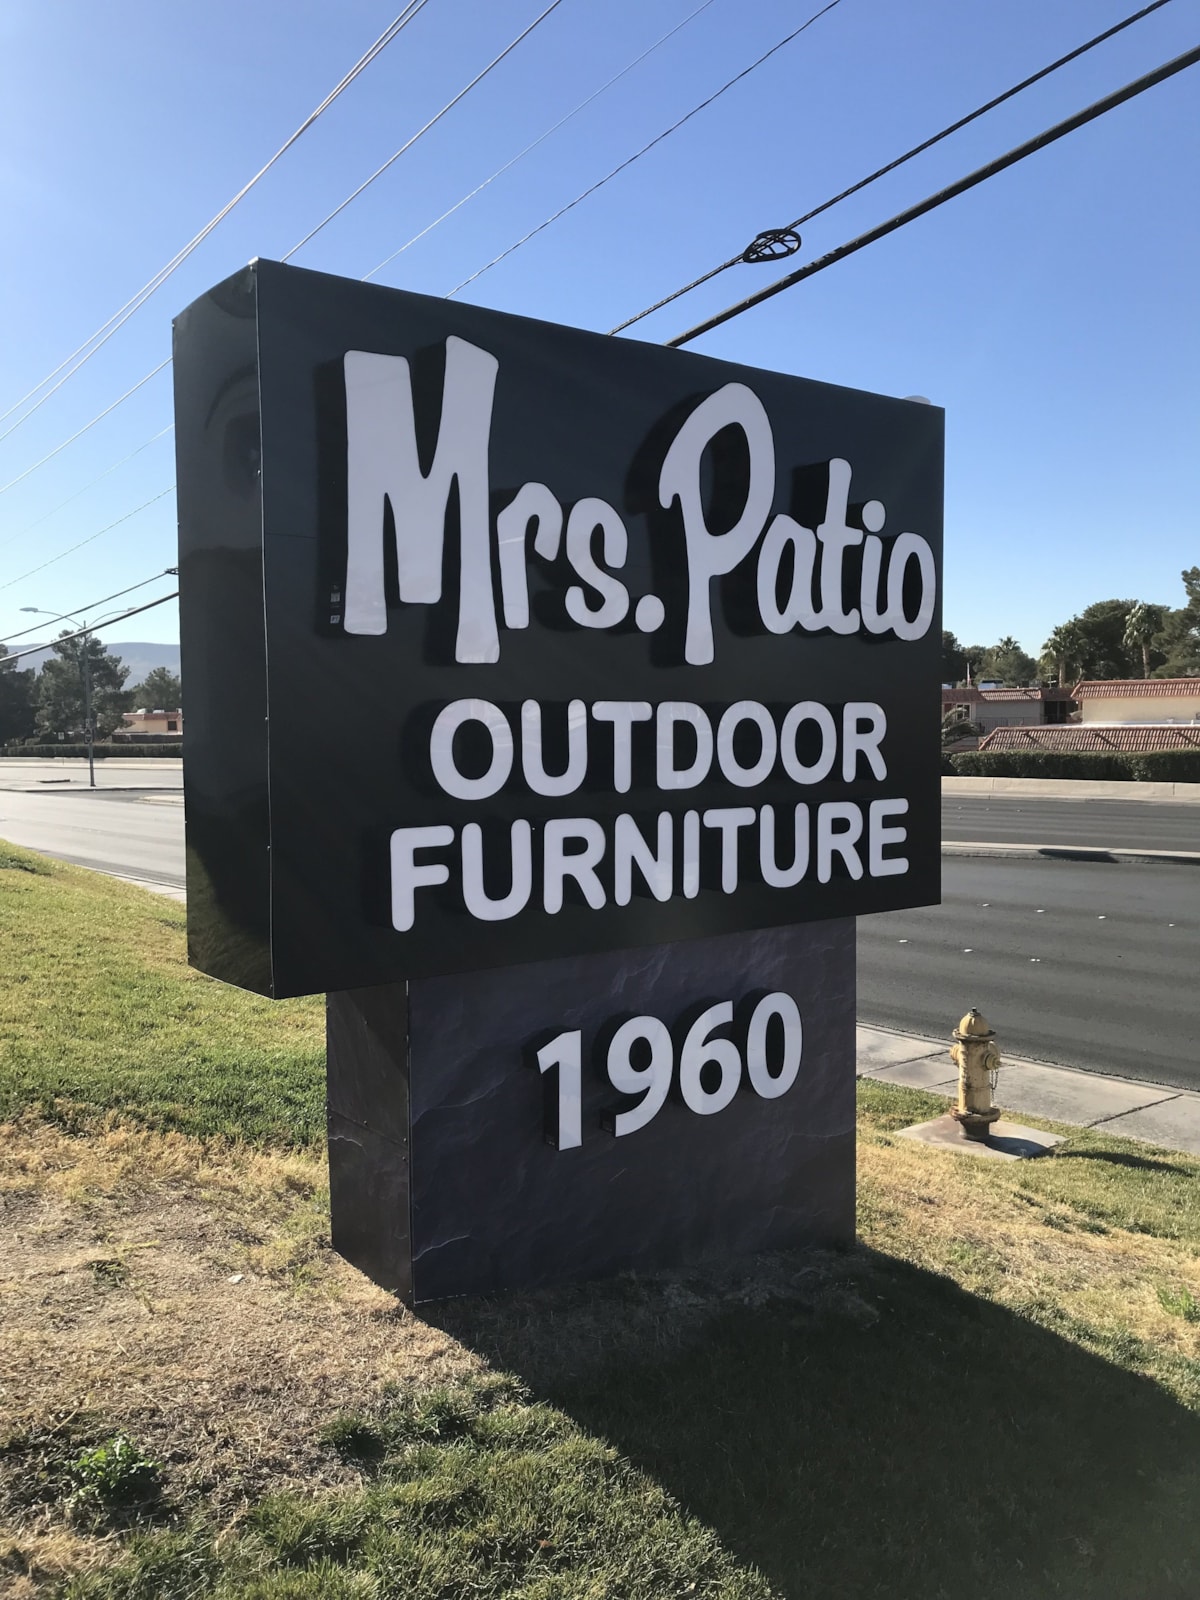 Mrs. Patio
OUTDOOR
FURNITURE
1960